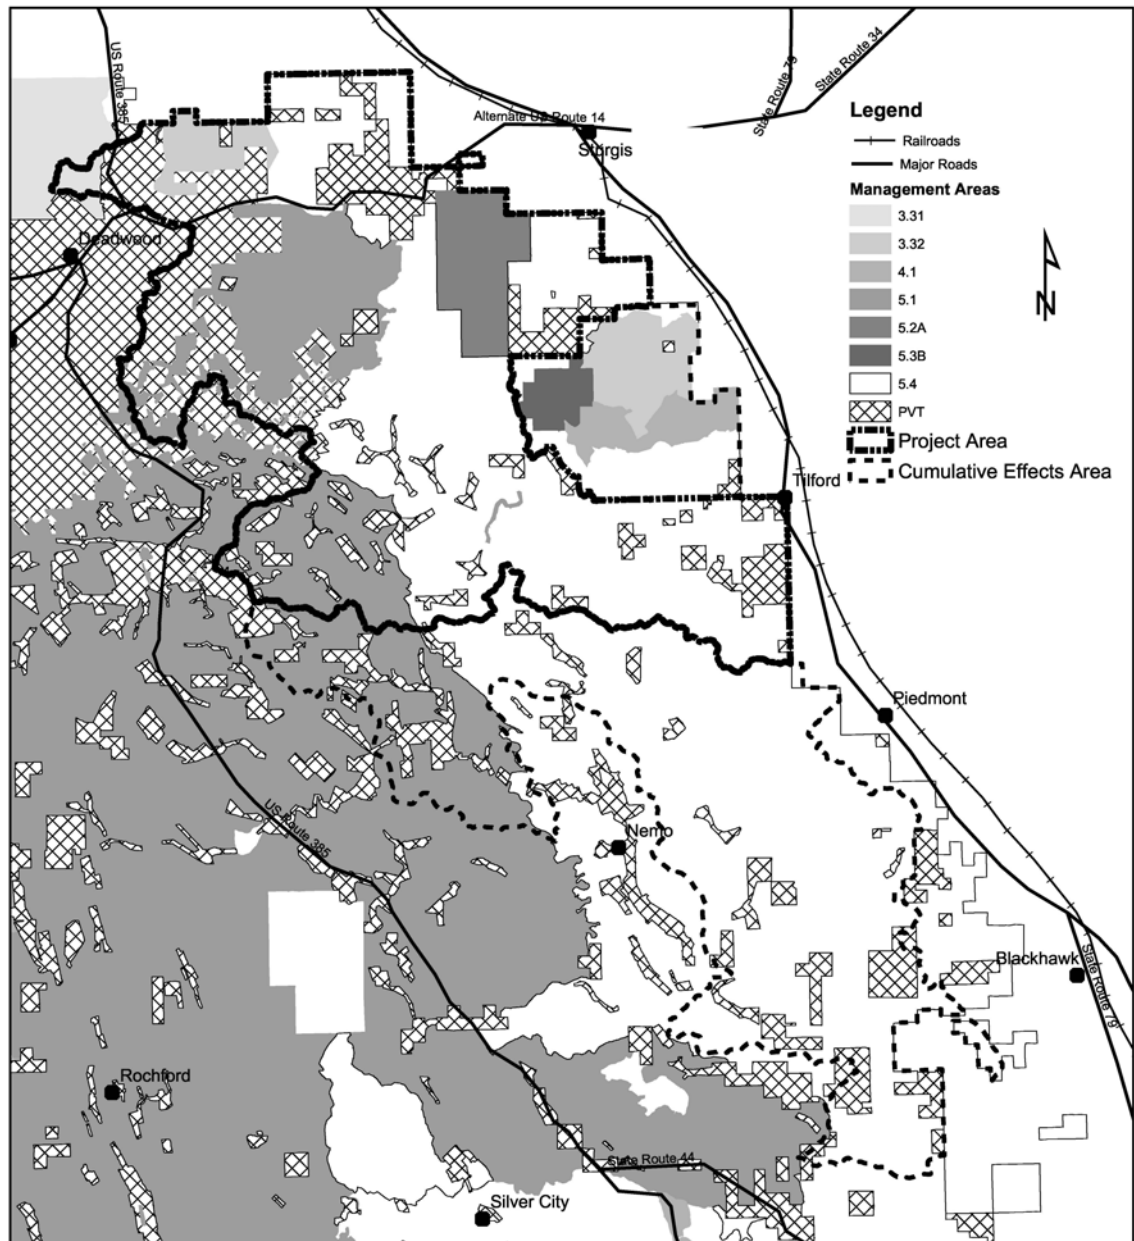 US Route 385
State Route 79
State Route 34
Alternate US Route 14
Sturgis
Deadwood
Legend
Railroads
Major Roads
Management Areas
3.31
3.32
4.1
5.1
5.2A
5.3B
5.4
PVT
Project Area
Cumulative Effects Area
N
Tilford
Piedmont
US Route 385
Nemo
Blackhawk
State Route 79
Rochford
State Route 44
Silver City